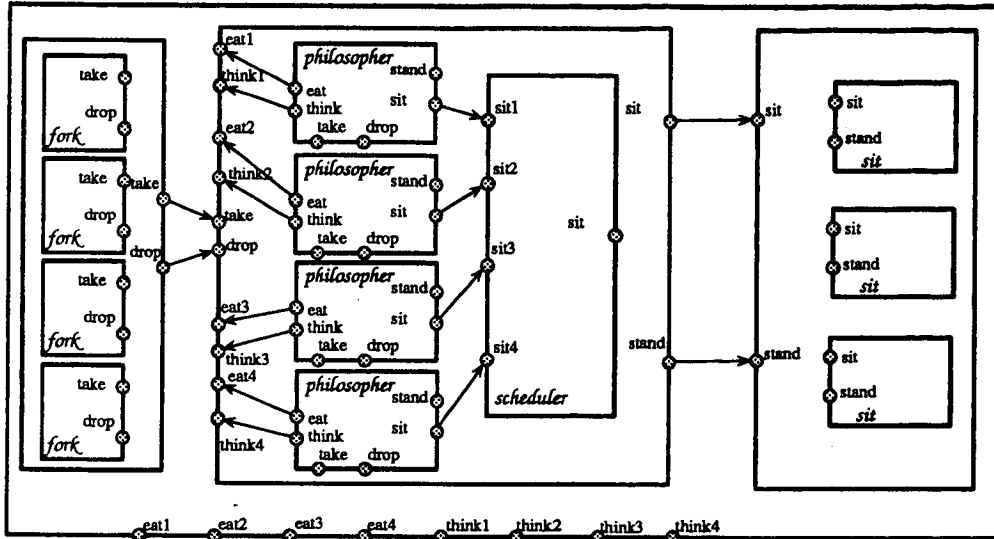 take
drop
fork
take
drop
fork
take
drop
fork
take
drop
fork
take
drop
eat1
think1
eat2
think2
take
drop
eat3
think3
eat4
think4
philosopher
stand
eat
sit
think
take drop
philosopher
stand
eat
sit
think
take drop
philosopher
stand
eat
sit
think
take drop
philosopher
stand
eat
sit
think
take drop
sit1
sit2
sit3
sit4
sit
scheduler
sit
stand
sit
stand
sit
stand
sit
sit
stand
sit
sit
stand
sit
eat1 eat2 eat3 eat4 think1 think2 think3 think4